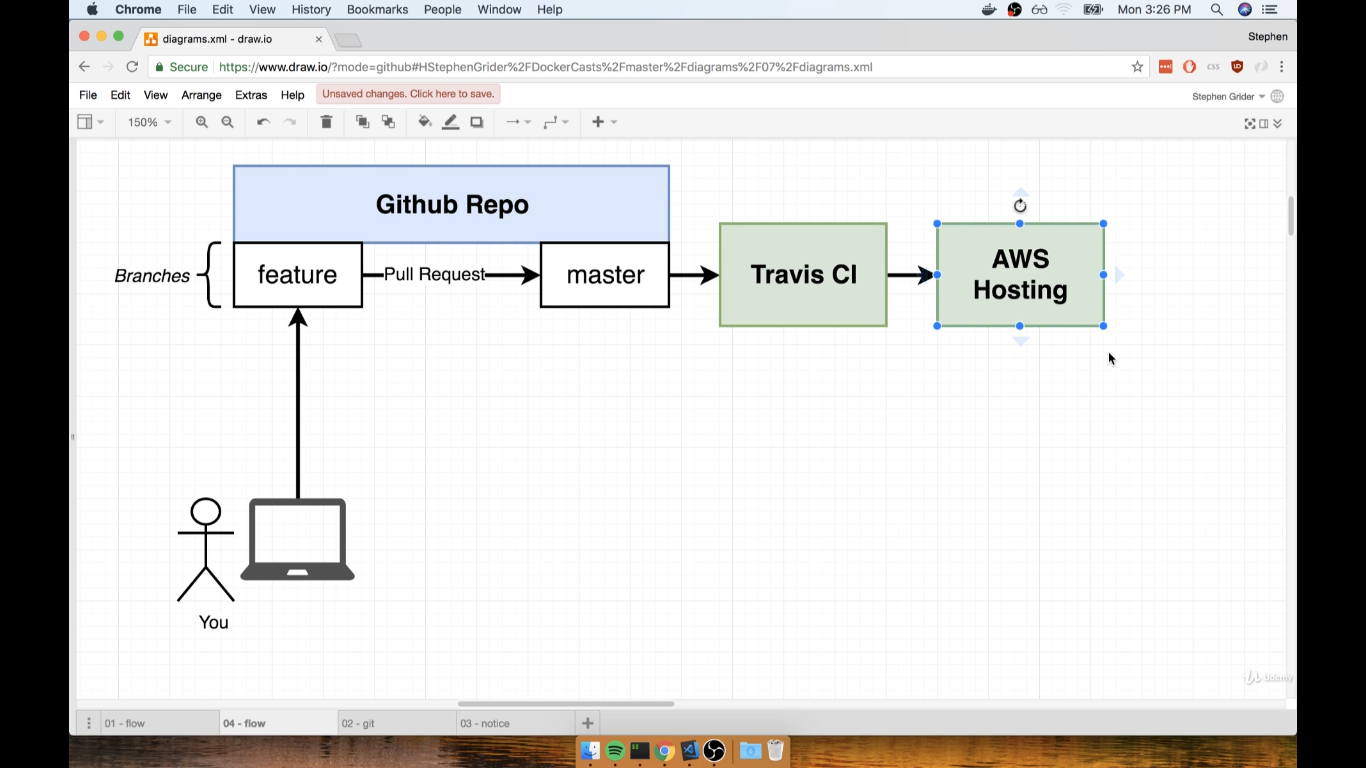 Chrome File Edit View History Bookmarks People Window Help Mon 3:26 PM
diagrams.xml - draw.io
Stephen
Secure https://www.draw.io/?mode=github#HStephenGrider%2FDockerCasts%2Fmaster%2Fdiagrams%2F07%2Fdiagrams.xml
File Edit View Arrange Extras Help Unsaved changes. Click here to save. Stephen Grider
150%
Github Repo
Branches feature Pull Request master Travis CI AWS
Hosting
You
Udemy
01 - flow 04 - flow 02 - git 03 - notice